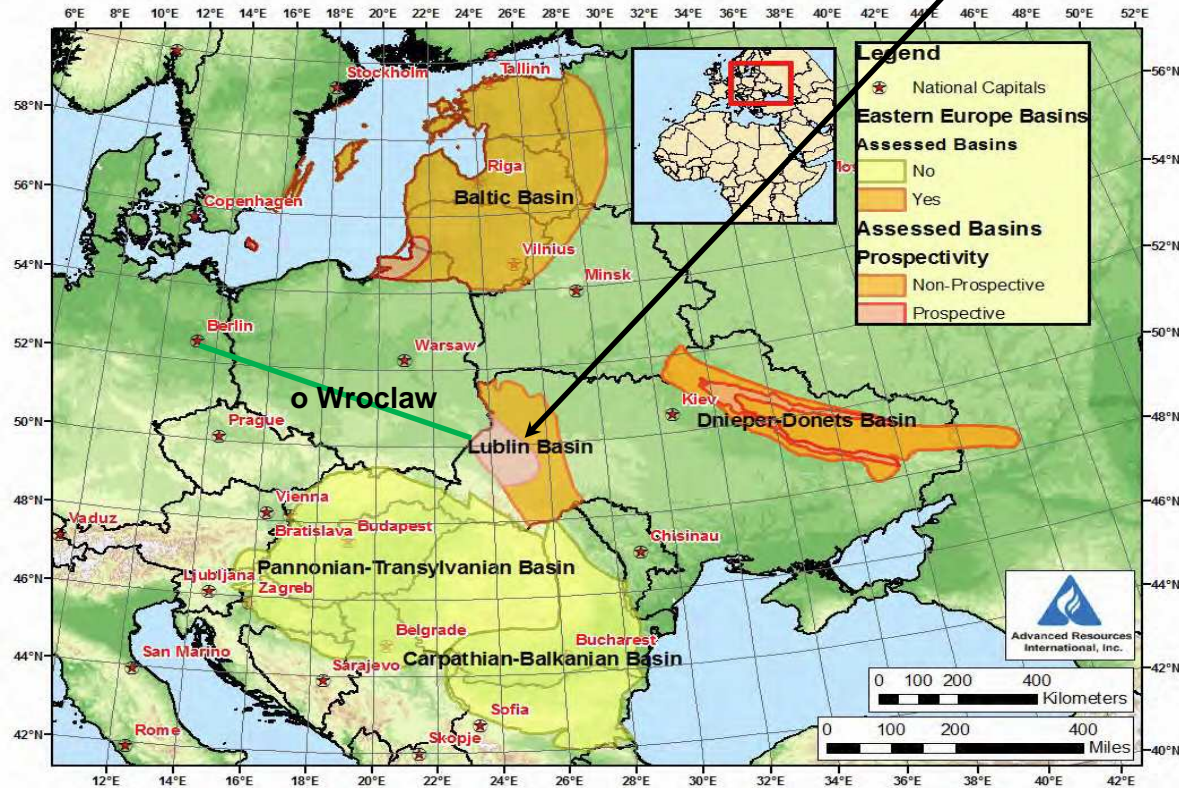 6°E 8°E 10°E 12°E 14°E 16°E 18°E 20°E 22°E 24°E 26°E 28°E 30°E 32°E 34°E 36°E 38°E 40°E 42°E 44°E 46°E 48°E 50°E 52°E
Stockholm
Tallinn
Legend
National Capitals
Eastern Europe Basins
Assessed Basins
No
Yes
Assessed Basins
Prospectivity
Non-Prospective
Prospective
56°N
54°N
52°N
50°N
48°N
46°N
44°N
42°N
40°N
58°N
56°N
54°N
52°N
50°N
48°N
46°N
44°N
42°N
Riga
Baltic Basin
Copenhagen
Vilnius
Minsk
Berlin
Warsaw
o Wroclaw
Kiev
Dnieper-Donets Basin
Prague
Lublin Basin
Vienna
Vaduz
Bratislava
Budapest
Chisinau
Pannonian-Transylvanian Basin
Ljubljana
Zagreb
Belgrade
Bucharest
San Marino
Sarajevo
Carpathian-Balkanian Basin
Sofia
Rome
Skopje
Advanced Resources
International, Inc.
0 100 200 400
Kilometers
0 100 200 400
Miles
12°E 14°E 16°E 18°E 20°E 22°E 24°E 26°E 28°E 30°E 32°E 34°E 36°E 38°E 40°E 42°E